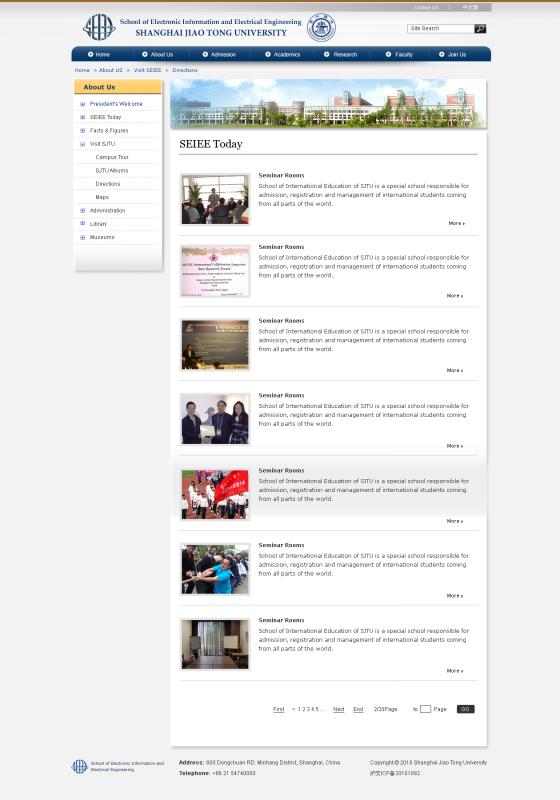 Contact US | 中文版
School of Electronic Information and Electrical Engineering
SHANGHAI JIAO TONG UNIVERSITY
Site Search
Home
About Us
Admission
Academics
Research
Faculty
Join Us
Home > About US > Visit SEIEE > Directions
About Us
President's Welcome
SEIEE Today
Facts & Figures
Visit SJTU
Campus Tour
SJTU Albums
Directions
Maps
Administration
Library
Museums
SEIEE Today
Seminar Rooms
School of International Education of SJTU is a special school responsible for
admission, registration and management of international students coming
from all parts of the world.
More
Seminar Rooms
School of International Education of SJTU is a special school responsible for
admission, registration and management of international students coming
from all parts of the world.
More
Seminar Rooms
School of International Education of SJTU is a special school responsible for
admission, registration and management of international students coming
from all parts of the world.
More
Seminar Rooms
School of International Education of SJTU is a special school responsible for
admission, registration and management of international students coming
from all parts of the world.
More
Seminar Rooms
School of International Education of SJTU is a special school responsible for
admission, registration and management of international students coming
from all parts of the world.
More
Seminar Rooms
School of International Education of SJTU is a special school responsible for
admission, registration and management of international students coming
from all parts of the world.
More
Seminar Rooms
School of International Education of SJTU is a special school responsible for
admission, registration and management of international students coming
from all parts of the world.
More
First < 1 2 3 4 5 ... Next End 2/20Page to Page GO
School of Electronic Information and
Electrical Engineering
Address: 800 Dongchuan RD. Minhang District, Shanghai, China
Telephone: +86 21 54740000
Copyright © 2010 Shanghai Jiao Tong University
沪交ICP备20101082